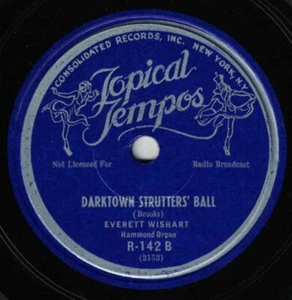 CONSOLIDATED RECORDS, INC. NEW YORK, N.Y.
Topical
Tempos
Not Licensed For Radio Broadcast
DARKTOWN STRUTTERS' BALL
(Brooks)
EVERETT WISHART
Hammond Organ
R-142 B
(2153)